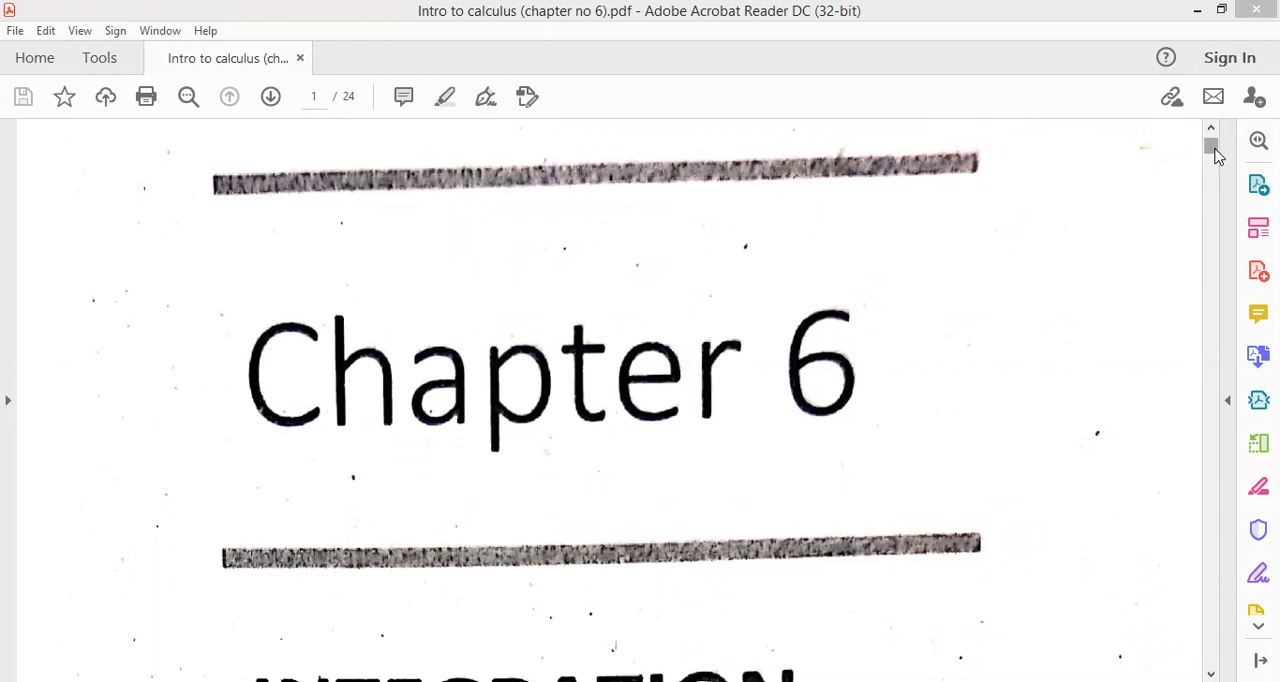 Intro to calculus (chapter no 6).pdf - Adobe Acrobat Reader DC (32-bit)
File Edit View Sign Window Help
Home Tools Intro to calculus (ch... × Sign In
1 / 24
Chapter 6
INTEGRATION